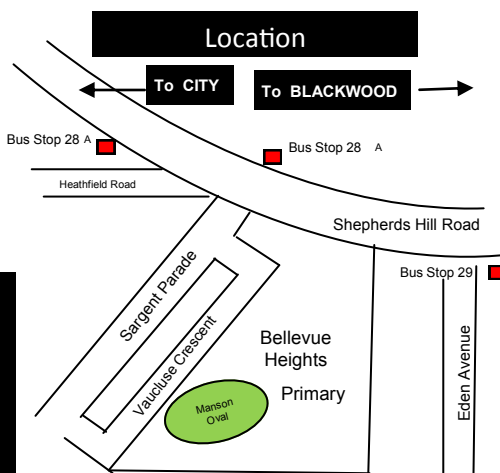 Location
To CITY
To BLACKWOOD
Bus Stop 28 A
Bus Stop 28 A
Heathfield Road
Shepherds Hill Road
Bus Stop 29
Sargent Parade
Vaucluse Crescent
Bellevue
Heights
Primary
Manson
Oval
Eden Avenue